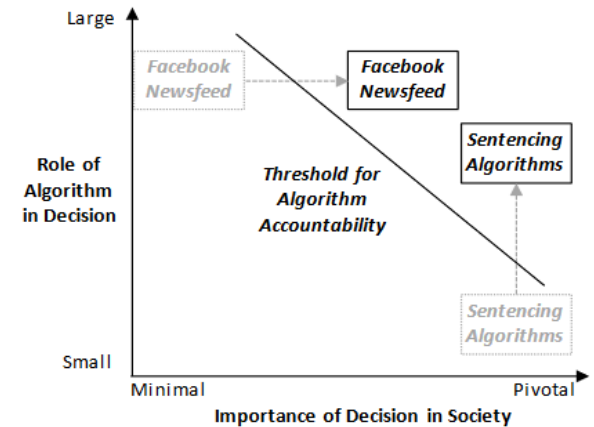 Large
Facebook
Newsfeed
Facebook
Newsfeed
Sentencing
Algorithms
Role of
Algorithm
in Decision
Threshold for
Algorithm
Accountability
Sentencing
Algorithms
Small
Minimal
Pivotal
Importance of Decision in Society